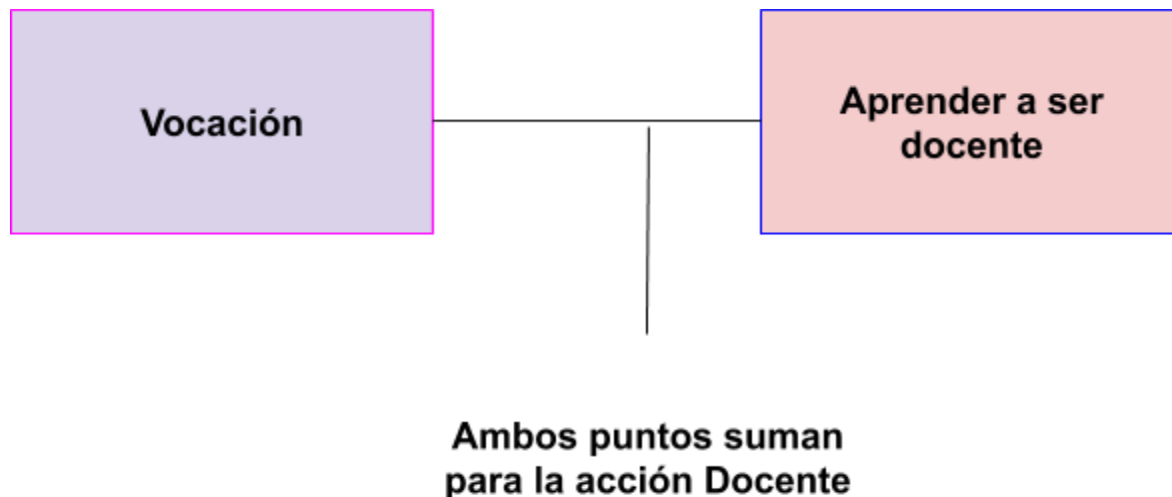 Vocación
Aprender a ser
docente
Ambos puntos suman
para la acción Docente